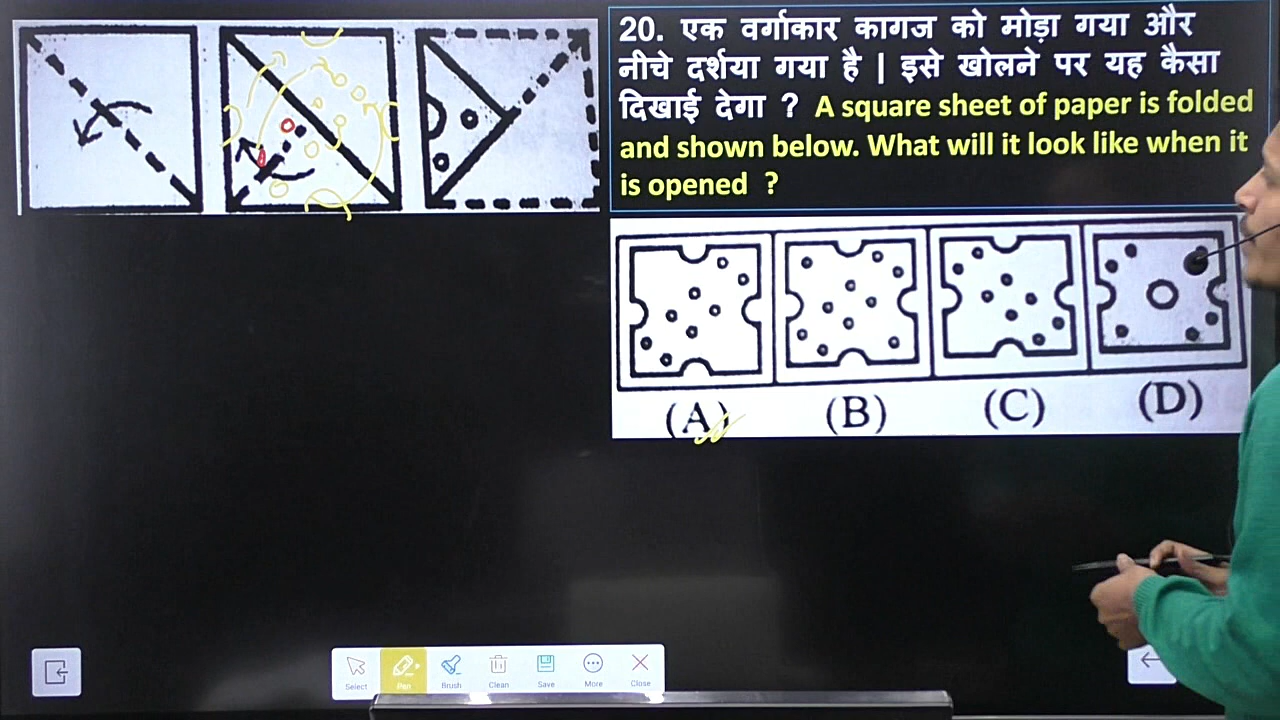 20. एक वर्गाकार कागज को मोड़ा गया और
नीचे दर्शया गया है | इसे खोलने पर यह कैसा
दिखाई देगा ? A square sheet of paper is folded
and shown below. What will it look like when it
is opened ?
(A) (B) (C) (D)
Select Pen Brush Clean Save More Close